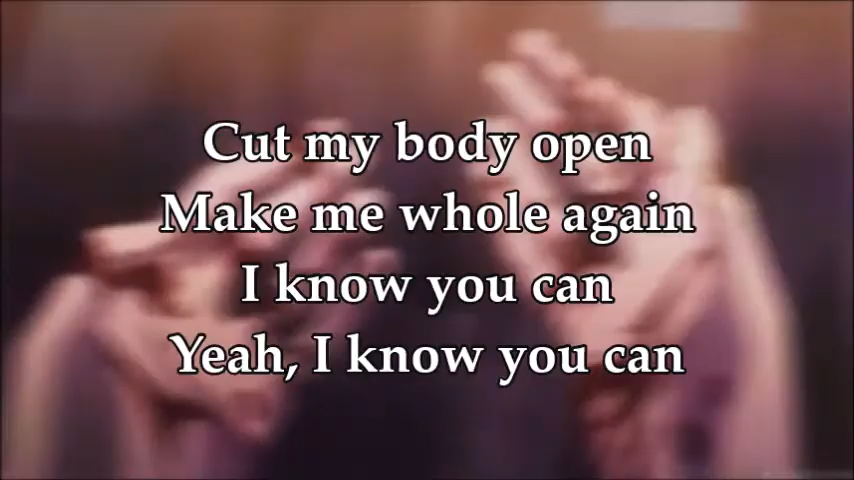 Cut my body open
Make me whole again
I know you can
Yeah, I know you can